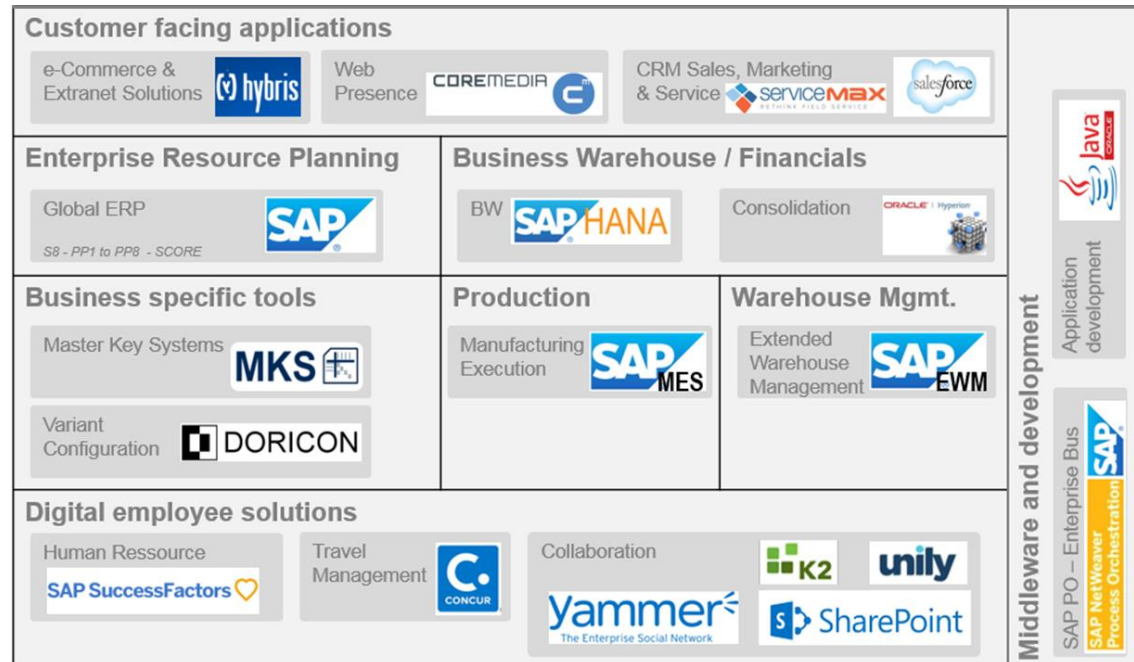 Customer facing applications
e-Commerce &
Extranet Solutions
(y) hybris
Web
Presence
COREMEDIA
CM
CRM Sales, Marketing
& Service
serviceMax
RETHINK FIELD SERVICE
salesforce
Enterprise Resource Planning
Global ERP
SAP
®
S8 - PP1 to PP8 - SCORE
Business Warehouse / Financials
BW
SAP HANA
®
Consolidation
ORACLE | Hyperion
Business specific tools
Master Key Systems
MKS
Variant
Configuration
DORICON
Production
Manufacturing
Execution
SAP
MES
Warehouse Mgmt.
Extended
Warehouse
Management
SAP
EWM
Digital employee solutions
Human Ressource
SAP SuccessFactors
Travel
Management
C.
CONCUR
Collaboration
K2
unily
yammer
The Enterprise Social Network
S SharePoint
Middleware and development
Application
development
Java
ORACLE
SAP PO – Enterprise Bus
SAP
®
SAP NetWeaver
Process Orchestration